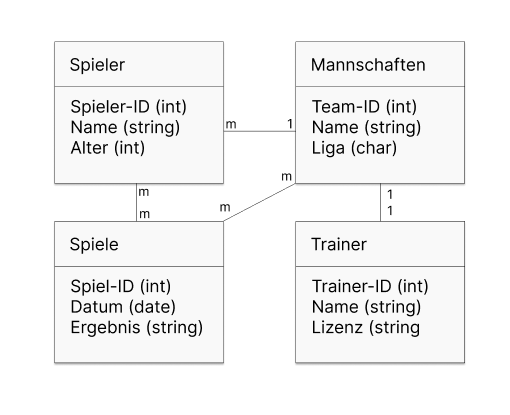 Spieler
Spieler-ID (int)
Name (string)
Alter (int)
m
1
Mannschaften
Team-ID (int)
Name (string)
Liga (char)
m
m
m
m
1
1
Spiele
Spiel-ID (int)
Datum (date)
Ergebnis (string)
Trainer
Trainer-ID (int)
Name (string)
Lizenz (string